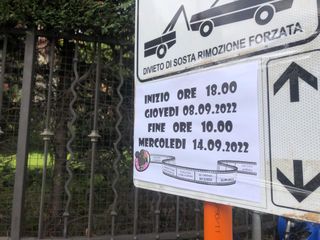 DIVIETO DI SOSTA RIMOZIONE FORZATA
INIZIO ORE 18.00
GIOVEDI 08.09.2022
FINE ORE 10.00
MERCOLEDI 14.09.2022